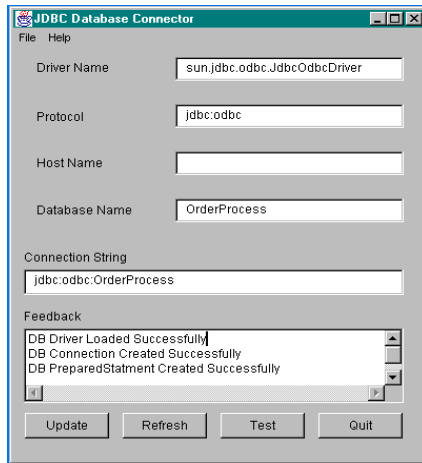 JDBC Database Connector
File Help
Driver Name sun.jdbc.odbc.JdbcOdbcDriver
Protocol jdbc:odbc
Host Name
Database Name OrderProcess
Connection String
jdbc:odbc:OrderProcess
Feedback
DB Driver Loaded Successfully
DB Connection Created Successfully
DB PreparedStatment Created Successfully
Update Refresh Test Quit